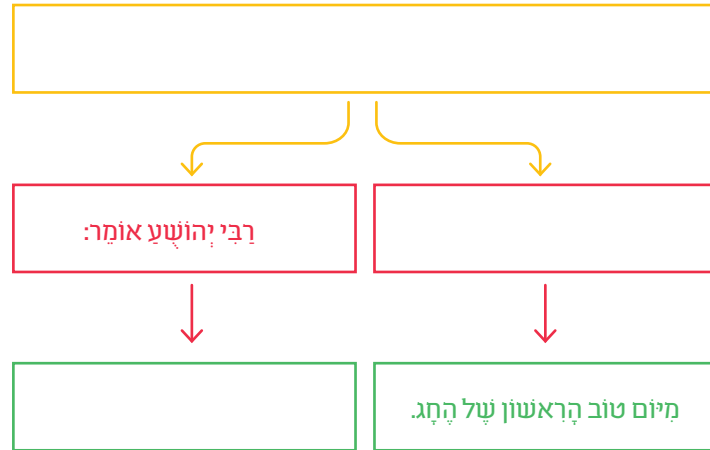 רַבִּי יְהוֹשֻׁעַ אוֹמֵר:
מִיּוֹם טוֹב הָרִאשׁוֹן שֶׁל הֶחָג.